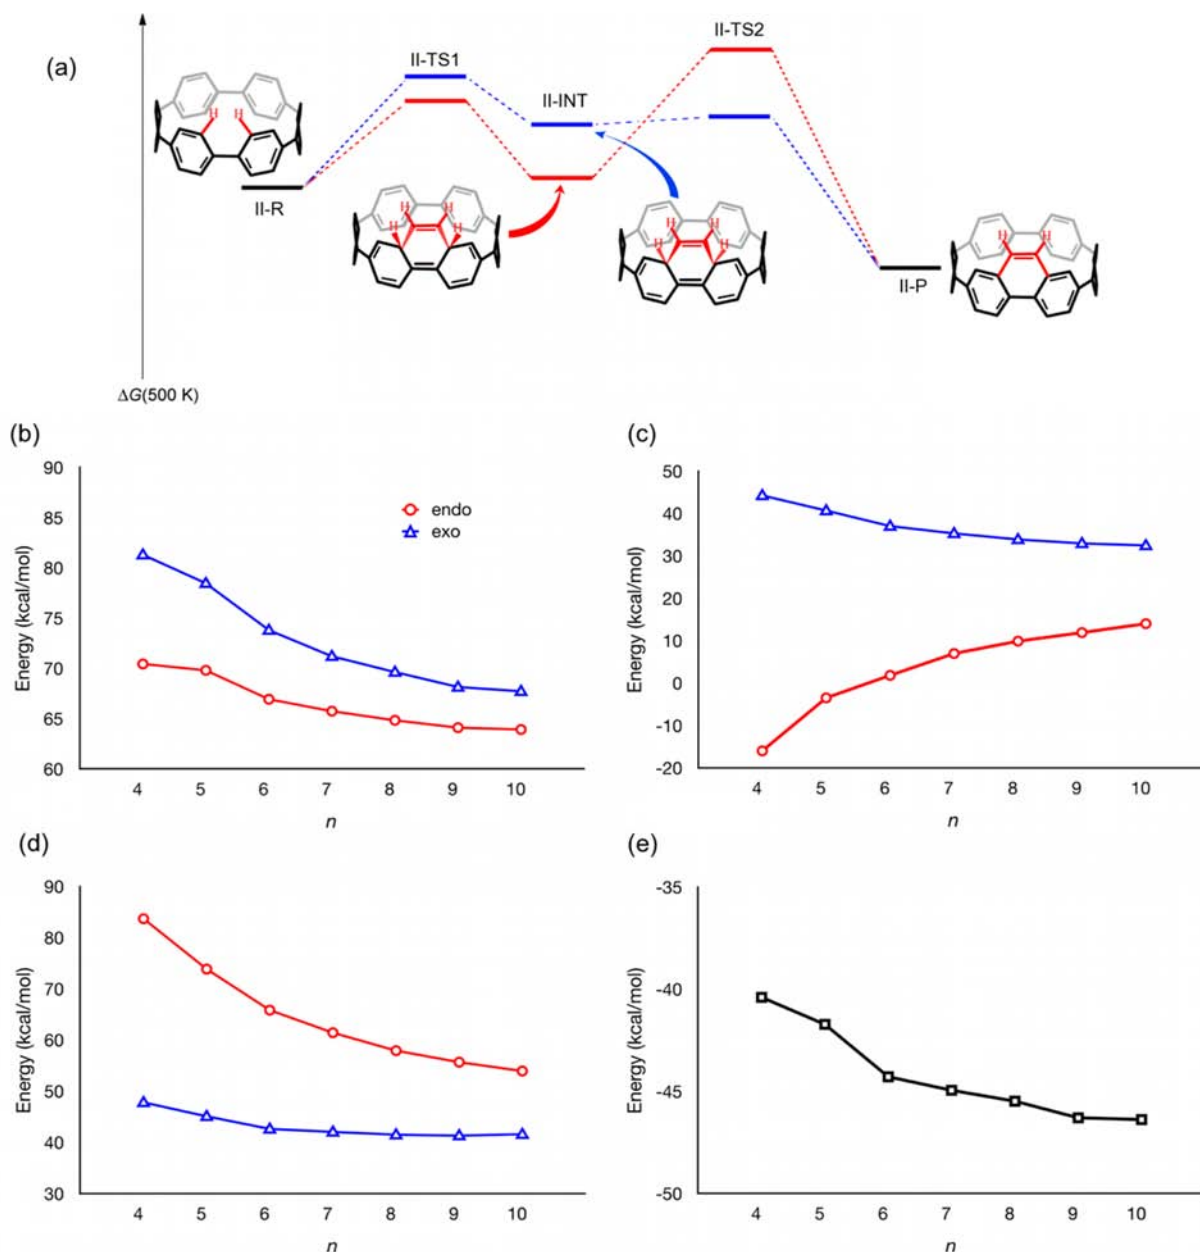 (a)
II-TS1
II-TS2
II-INT
H H
II-R
H H
H H
H H
H H
H H
II-P
ΔG(500 K)
(b)
90
85
80
75
70
65
60
Energy (kcal/mol)
endo
exo
4 5 6 7 8 9 10
n
(c)
50
40
30
20
10
0
-10
-20
Energy (kcal/mol)
4 5 6 7 8 9 10
n
(d)
90
80
70
60
50
40
30
Energy (kcal/mol)
4 5 6 7 8 9 10
n
(e)
-35
-40
-45
-50
Energy (kcal/mol)
4 5 6 7 8 9 10
n